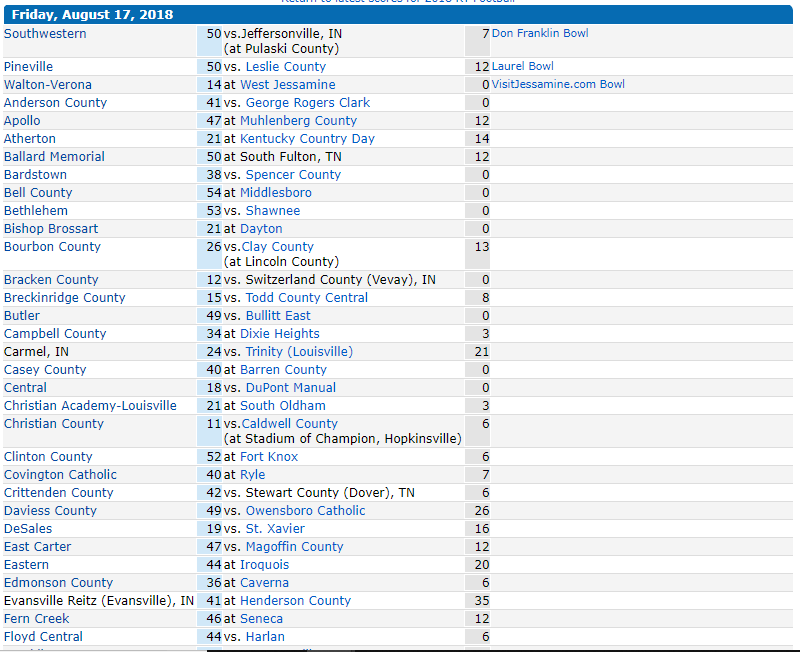 Return to latest scores for 2018 KY Football
Friday, August 17, 2018
Southwestern 50 vs.Jeffersonville, IN 7 Don Franklin Bowl
(at Pulaski County)
Pineville 50 vs. Leslie County 12 Laurel Bowl
Walton-Verona 14 at West Jessamine 0 VisitJessamine.com Bowl
Anderson County 41 vs. George Rogers Clark 0
Apollo 47 at Muhlenberg County 12
Atherton 21 at Kentucky Country Day 14
Ballard Memorial 50 at South Fulton, TN 12
Bardstown 38 vs. Spencer County 0
Bell County 54 at Middlesboro 0
Bethlehem 53 vs. Shawnee 0
Bishop Brossart 21 at Dayton 0
Bourbon County 26 vs.Clay County 13
(at Lincoln County)
Bracken County 12 vs. Switzerland County (Vevay), IN 0
Breckinridge County 15 vs. Todd County Central 8
Butler 49 vs. Bullitt East 0
Campbell County 34 at Dixie Heights 3
Carmel, IN 24 vs. Trinity (Louisville) 21
Casey County 40 at Barren County 0
Central 18 vs. DuPont Manual 0
Christian Academy-Louisville 21 at South Oldham 3
Christian County 11 vs.Caldwell County 6
(at Stadium of Champion, Hopkinsville)
Clinton County 52 at Fort Knox 6
Covington Catholic 40 at Ryle 7
Crittenden County 42 vs. Stewart County (Dover), TN 6
Daviess County 49 vs. Owensboro Catholic 26
DeSales 19 vs. St. Xavier 16
East Carter 47 vs. Magoffin County 12
Eastern 44 at Iroquois 20
Edmonson County 36 at Caverna 6
Evansville Reitz (Evansville), IN 41 at Henderson County 35
Fern Creek 46 at Seneca 12
Floyd Central 44 vs. Harlan 6